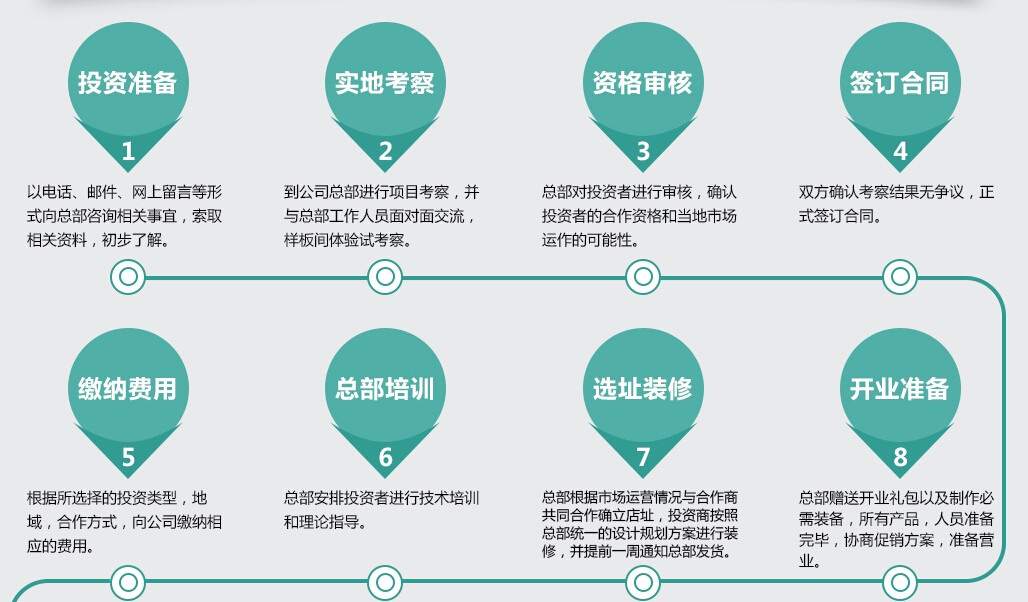 投资准备
1
以电话、邮件、网上留言等形
式向总部咨询相关事宜，索取
相关资料，初步了解。
实地考察
2
到公司总部进行项目考察，并
与总部工作人员面对面交流，
样板间体验试考察。
资格审核
3
总部对投资者进行审核，确认
投资者的合作资格和当地市场
运作的可能性。
签订合同
4
双方确认考察结果无争议，正
式签订合同。
缴纳费用
5
根据所选择的投资类型，地
域，合作方式，向公司缴纳相
应的费用。
总部培训
6
总部安排投资者进行技术培训
和理论指导。
选址装修
7
总部根据市场运营情况与合作商
共同合作确立店址，投资商按照
总部统一的设计规划方案进行装
修，并提前一周通知总部发货。
开业准备
8
总部赠送开业礼包以及制作必
需装备，所有产品，人员准备
完毕，协商促销方案，准备营
业。